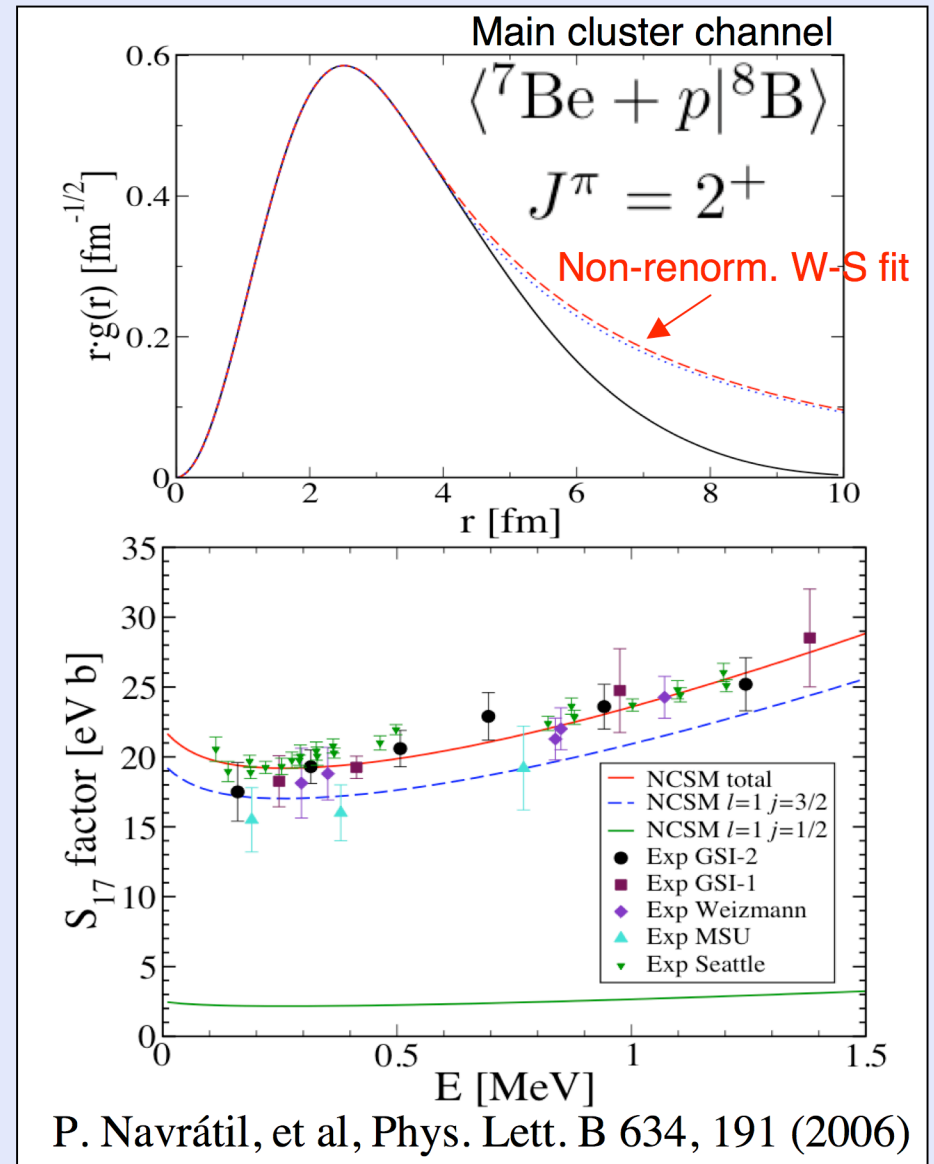 Main cluster channel
⟨⁷Be + p|⁸B⟩
Jᵖⁱ = 2⁺
Non-renorm. W-S fit
0.6
0.4
0.2
0
r·g(r) [fm⁻¹/²]
0 2 4 6 8 10
r [fm]
35
30
25
20
15
10
5
0
S₁₇ factor [eV b]
NCSM total
NCSM l=1 j=3/2
NCSM l=1 j=1/2
Exp GSI-2
Exp GSI-1
Exp Weizmann
Exp MSU
Exp Seattle
0 0.5 1 1.5
E [MeV]
P. Navrátil, et al, Phys. Lett. B 634, 191 (2006)